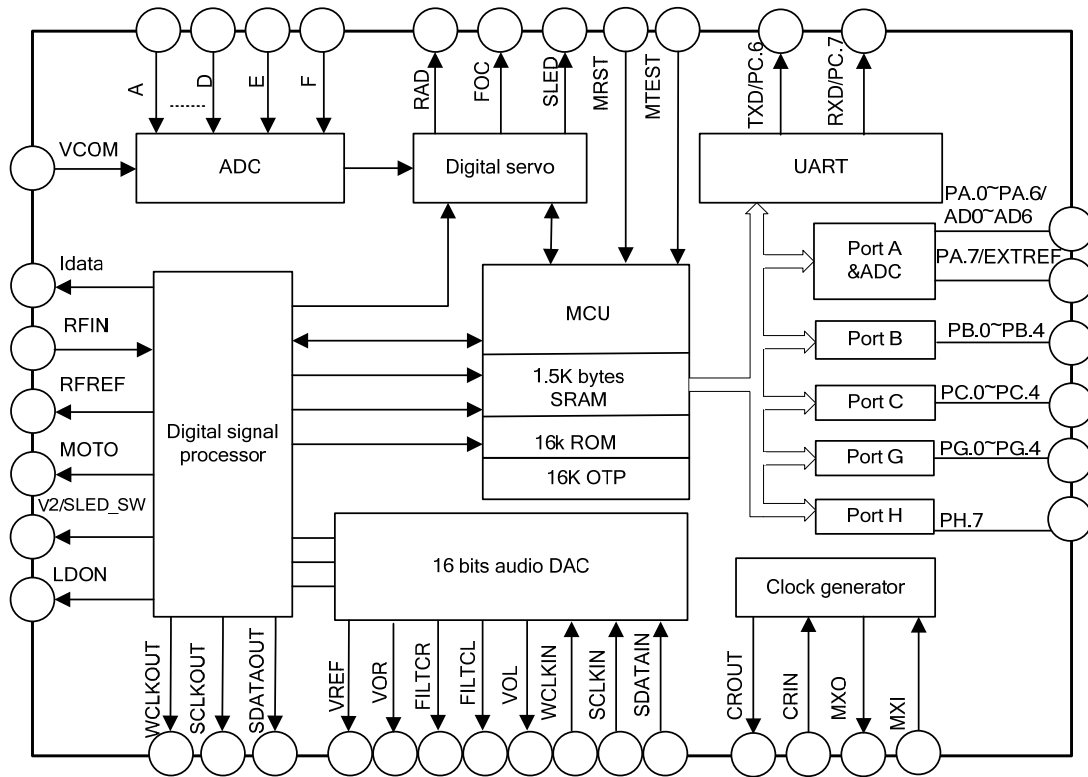 A
D
E
F
RAD
FOC
SLED
MRST
MTEST
TXD/PC.6
RXD/PC.7
VCOM
ADC
Digital servo
UART
PA.0~PA.6/
AD0~AD6
Port A
&ADC
PA.7/EXTREF
Idata
RFIN
RFREF
MOTO
V2/SLED_SW
LDON
Digital signal
processor
MCU
1.5K bytes
SRAM
16k ROM
16K OTP
Port B
PB.0~PB.4
Port C
PC.0~PC.4
Port G
PG.0~PG.4
Port H
PH.7
16 bits audio DAC
Clock generator
WCLKOUT
SCLKOUT
SDATAOUT
VREF
VOR
FILTCR
FILTCL
VOL
WCLKIN
SCLKIN
SDATAIN
CROUT
CRIN
MXO
MXI